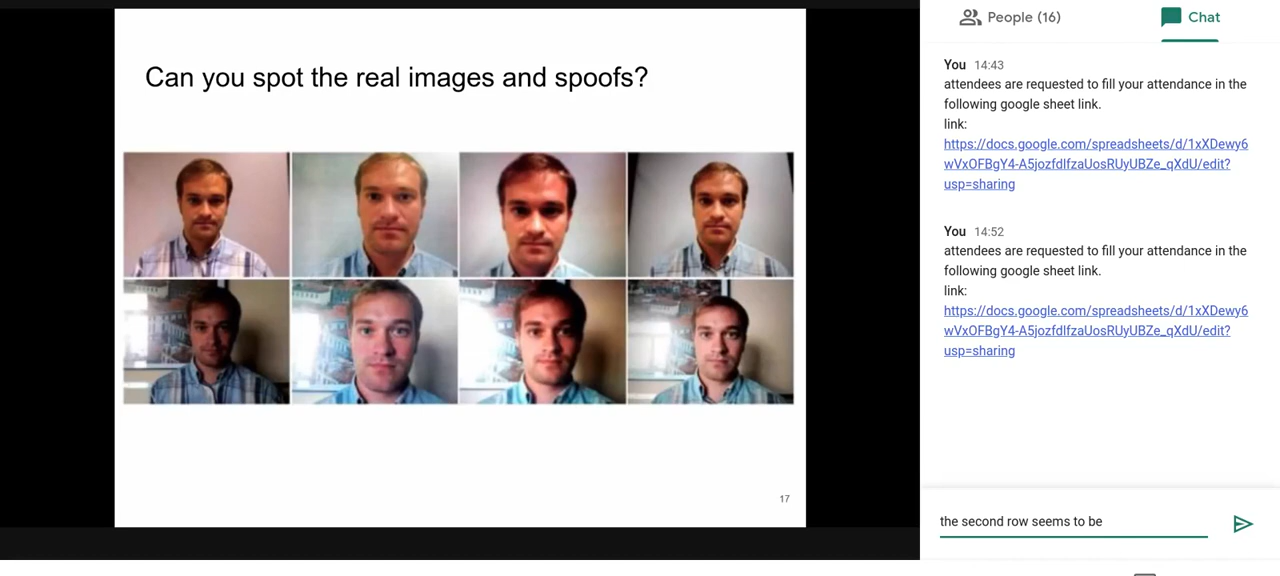 Can you spot the real images and spoofs?
17
People (16)
Chat
You 14:43
attendees are requested to fill your attendance in the
following google sheet link.
link:
https://docs.google.com/spreadsheets/d/1xXDewy6
wVxOFBgY4-A5jozfdIfzaUosRUyUBZe_qXdU/edit?
usp=sharing
You 14:52
attendees are requested to fill your attendance in the
following google sheet link.
link:
https://docs.google.com/spreadsheets/d/1xXDewy6
wVxOFBgY4-A5jozfdIfzaUosRUyUBZe_qXdU/edit?
usp=sharing
the second row seems to be